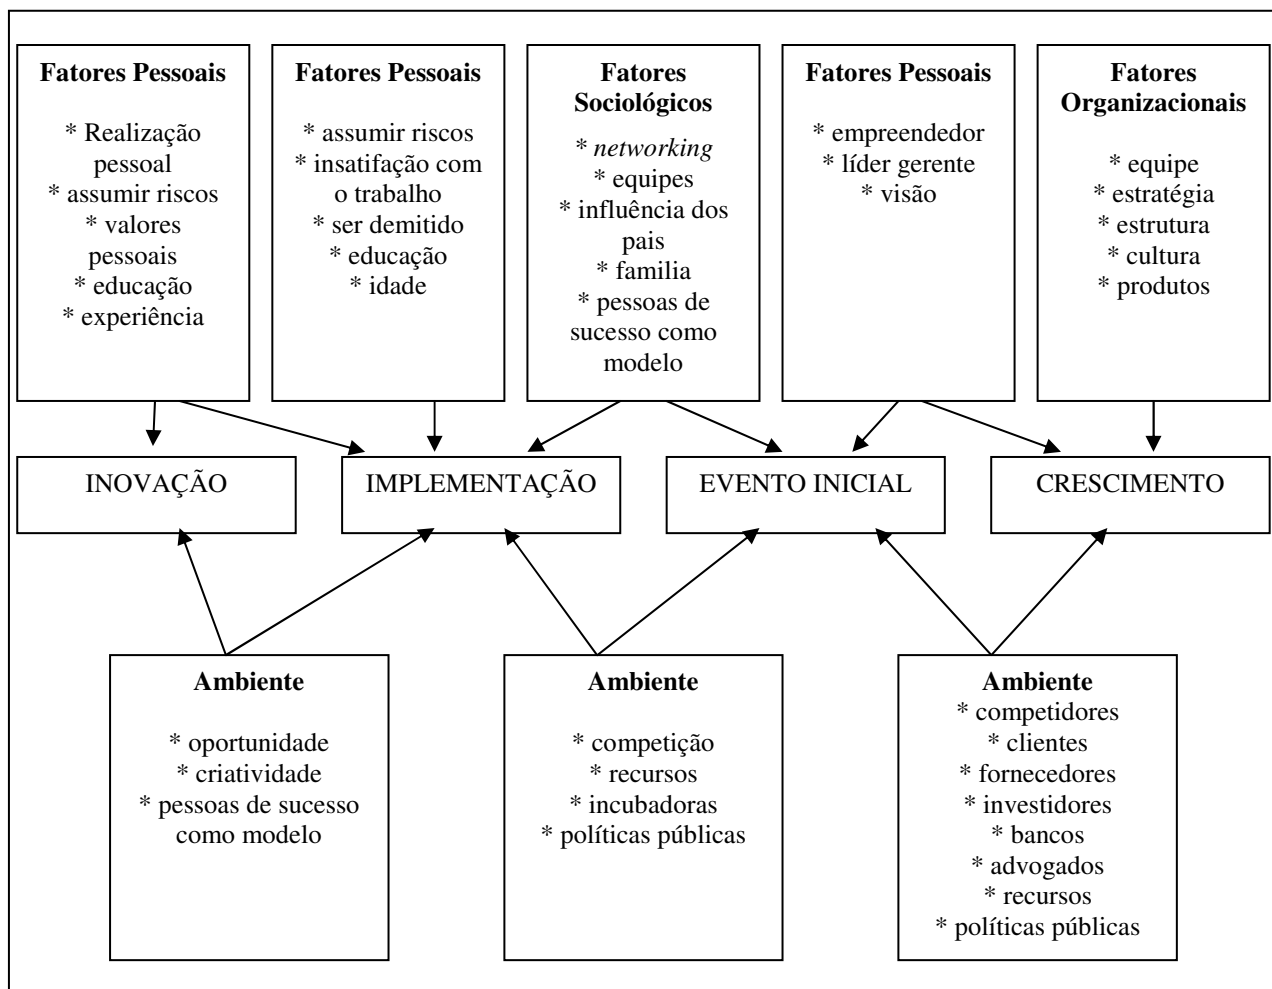 Fatores Pessoais
* Realização
pessoal
* assumir riscos
* valores
pessoais
* educação
* experiência
Fatores Pessoais
* assumir riscos
* insatifação com
o trabalho
* ser demitido
* educação
* idade
Fatores
Sociológicos
* networking
* equipes
* influência dos
pais
* familia
* pessoas de
sucesso como
modelo
Fatores Pessoais
* empreendedor
* líder gerente
* visão
Fatores
Organizacionais
* equipe
* estratégia
* estrutura
* cultura
* produtos
INOVAÇÃO
IMPLEMENTAÇÃO
EVENTO INICIAL
CRESCIMENTO
Ambiente
* oportunidade
* criatividade
* pessoas de sucesso
como modelo
Ambiente
* competição
* recursos
* incubadoras
* políticas públicas
Ambiente
* competidores
* clientes
* fornecedores
* investidores
* bancos
* advogados
* recursos
* políticas públicas